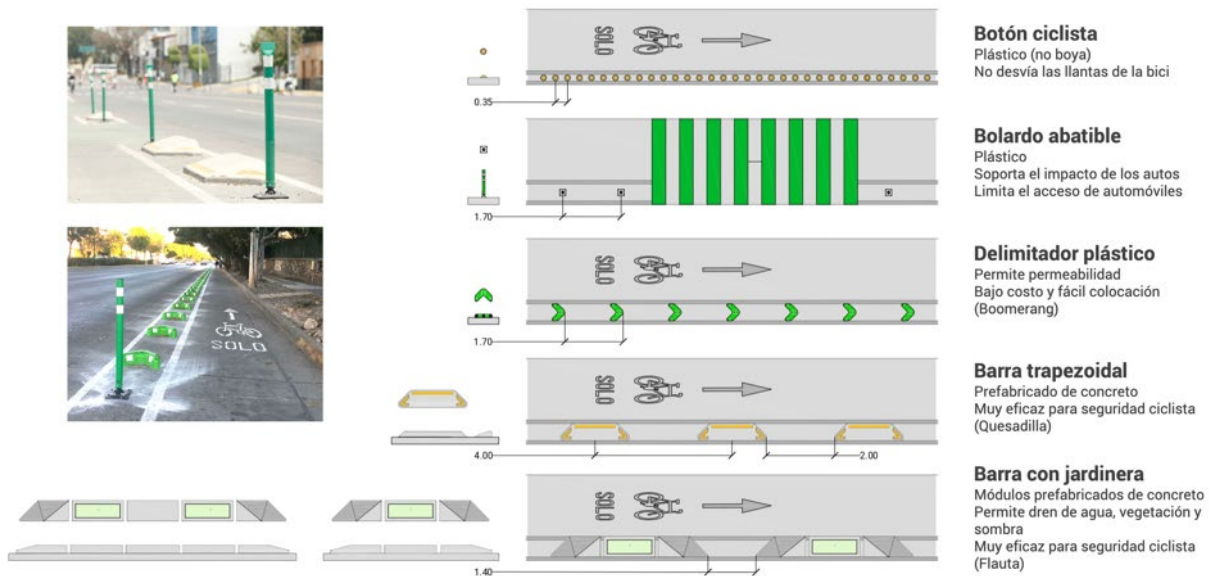 SOLO
Botón ciclista
Plástico (no boya)
No desvía las llantas de la bici
0.35
Bolardo abatible
Plástico
Soporta el impacto de los autos
Limita el acceso de automóviles
1.70
SOLO
Delimitador plástico
Permite permeabilidad
Bajo costo y fácil colocación
(Boomerang)
1.70
SOLO
SOLO
Barra trapezoidal
Prefabricado de concreto
Muy eficaz para seguridad ciclista
(Quesadilla)
4.00
2.00
SOLO
Barra con jardinera
Módulos prefabricados de concreto
Permite dren de agua, vegetación y
sombra
Muy eficaz para seguridad ciclista
(Flauta)
1.40